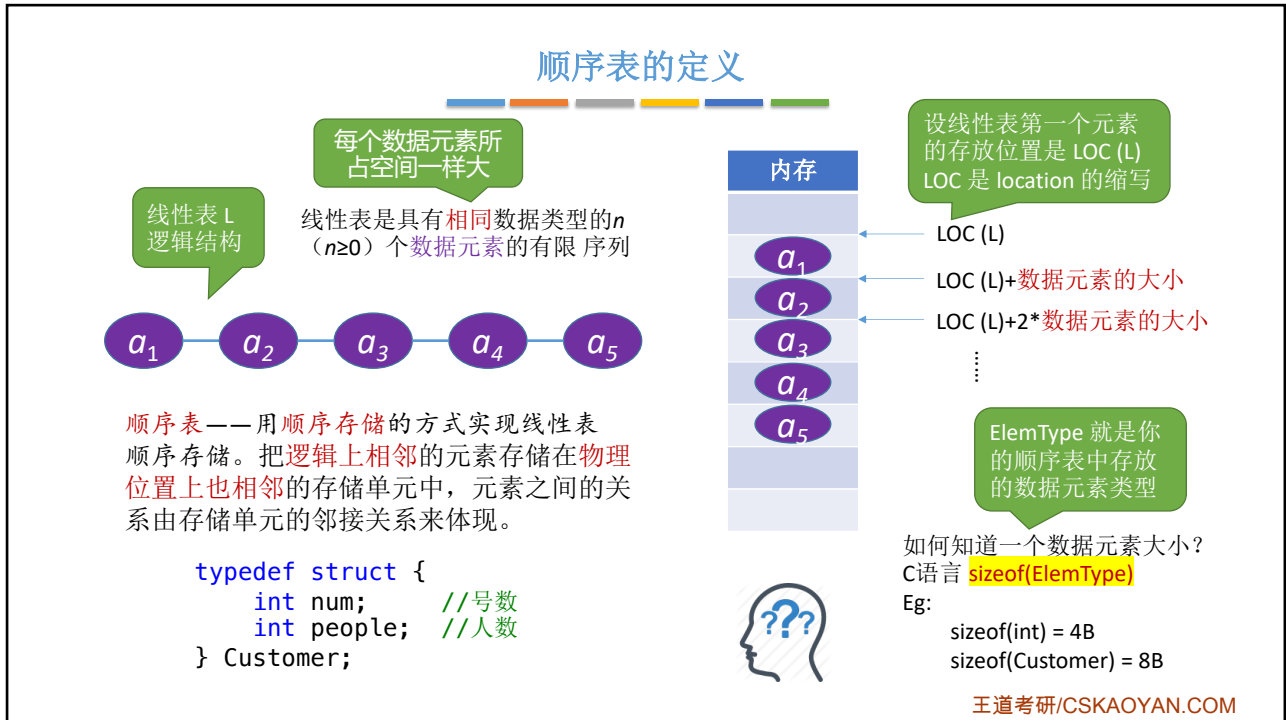 顺序表的定义
每个数据元素所
占空间一样大
线性表 L
逻辑结构
线性表是具有相同数据类型的n
（n≥0）个数据元素的有限 序列
a1
a2
a3
a4
a5
顺序表——用顺序存储的方式实现线性表
顺序存储。把逻辑上相邻的元素存储在物理
位置上也相邻的存储单元中，元素之间的关
系由存储单元的邻接关系来体现。
typedef struct {
int num; //号数
int people; //人数
} Customer;
内存
a1
a2
a3
a4
a5
设线性表第一个元素
的存放位置是 LOC (L)
LOC 是 location 的缩写
LOC (L)
LOC (L)+数据元素的大小
LOC (L)+2*数据元素的大小
……
ElemType 就是你
的顺序表中存放
的数据元素类型
如何知道一个数据元素大小？
C语言 sizeof(ElemType)
Eg:
sizeof(int) = 4B
sizeof(Customer) = 8B
???
王道考研/CSKAOYAN.COM